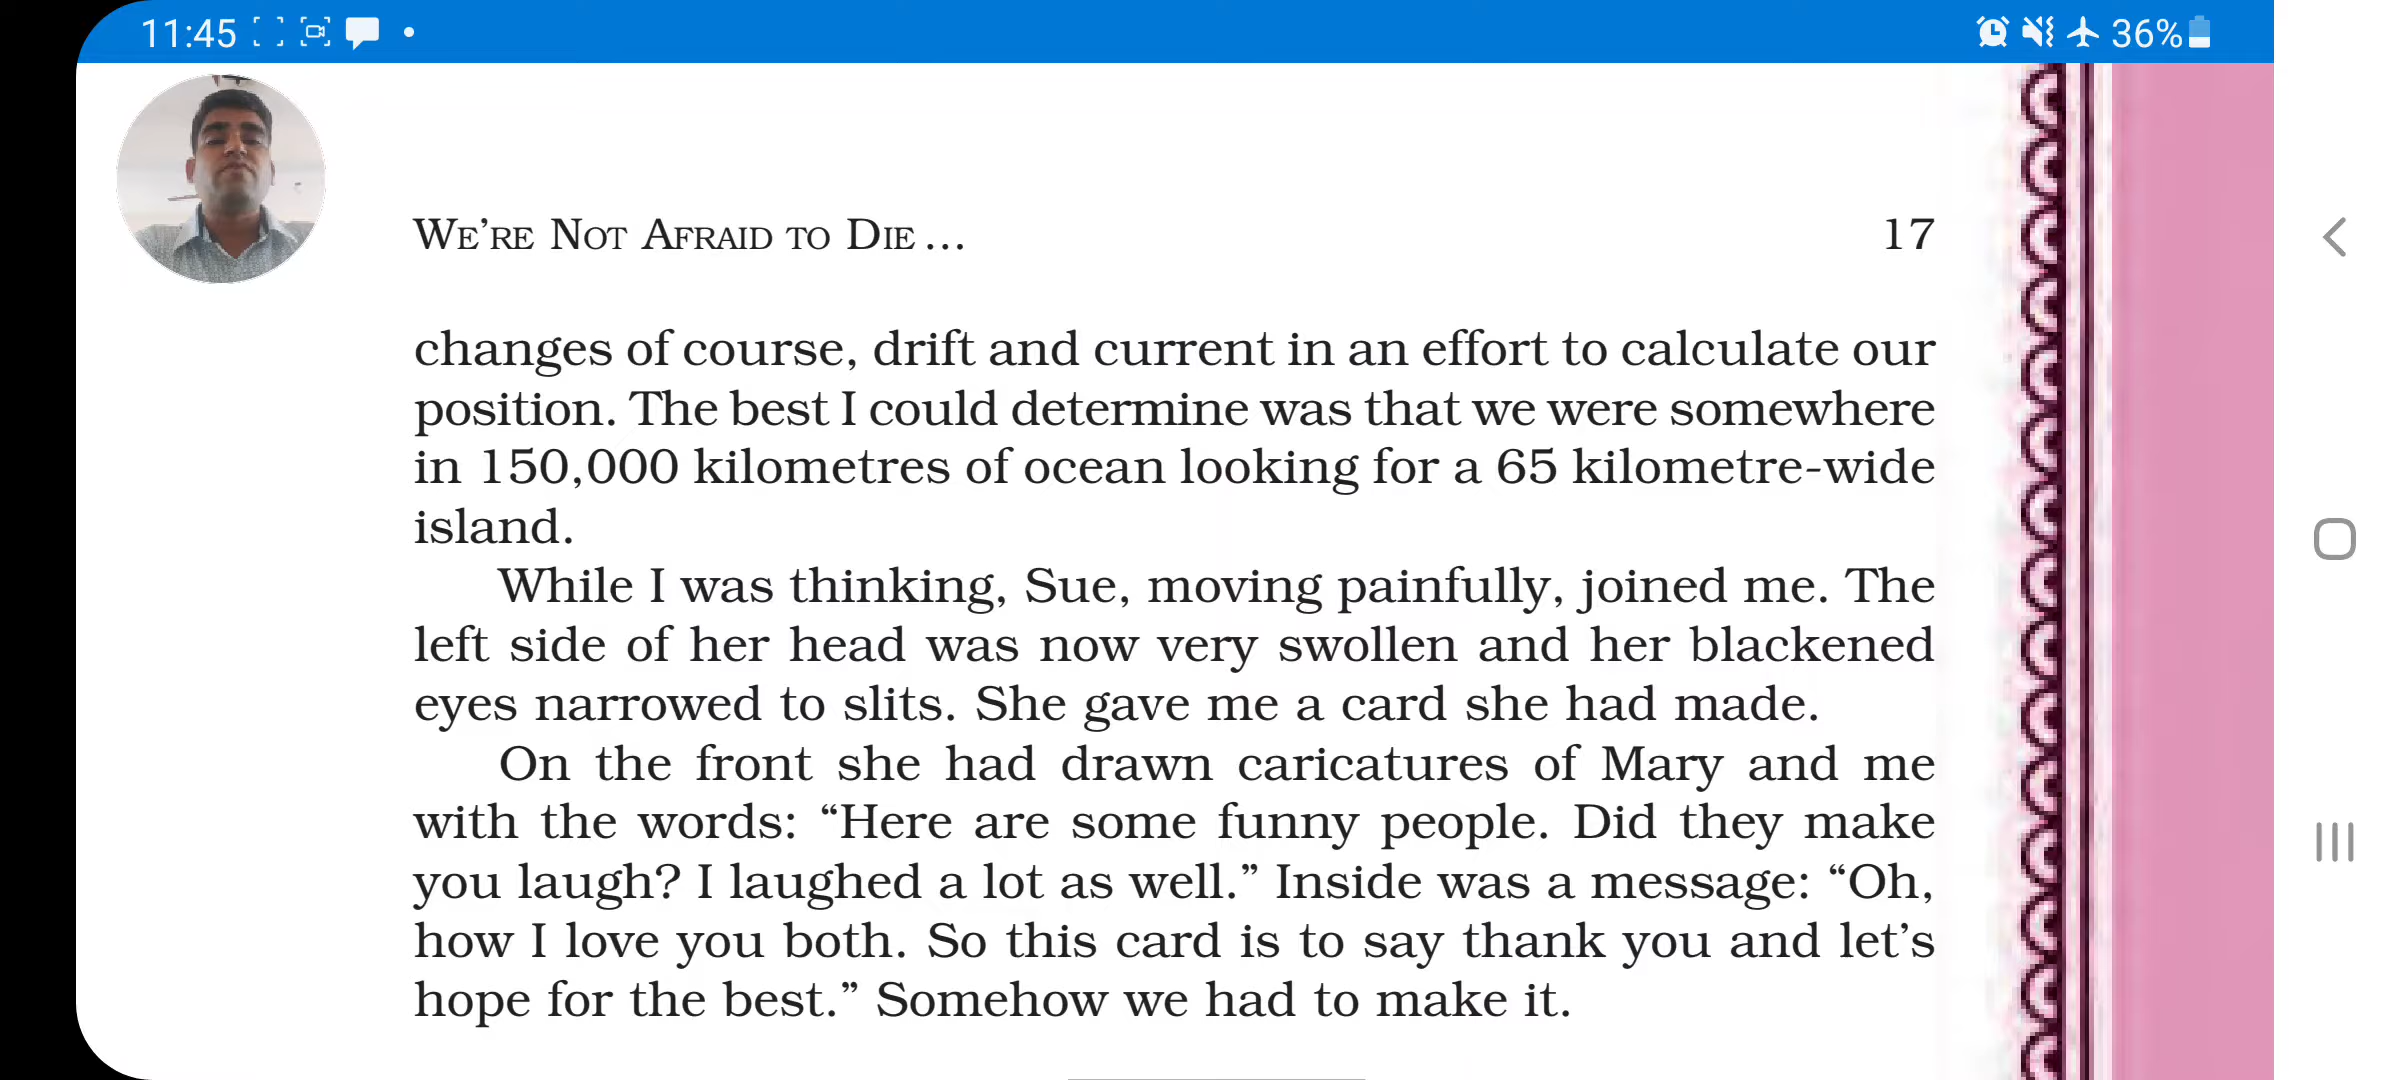 11:45
36%
WE'RE NOT AFRAID TO DIE... 17
changes of course, drift and current in an effort to calculate our
position. The best I could determine was that we were somewhere
in 150,000 kilometres of ocean looking for a 65 kilometre-wide
island.
While I was thinking, Sue, moving painfully, joined me. The
left side of her head was now very swollen and her blackened
eyes narrowed to slits. She gave me a card she had made.
On the front she had drawn caricatures of Mary and me
with the words: “Here are some funny people. Did they make
you laugh? I laughed a lot as well.” Inside was a message: “Oh,
how I love you both. So this card is to say thank you and let’s
hope for the best.” Somehow we had to make it.